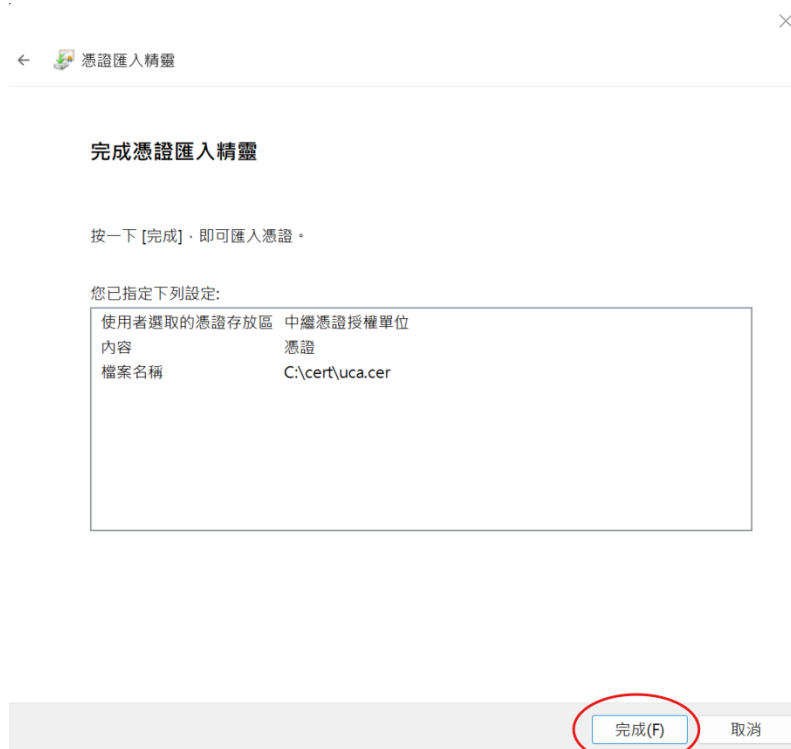 憑證匯入精靈
完成憑證匯入精靈
按一下 [完成]，即可匯入憑證。
您已指定下列設定:
使用者選取的憑證存放區 中繼憑證授權單位
內容 憑證
檔案名稱 C:\cert\uca.cer
完成(F) 取消